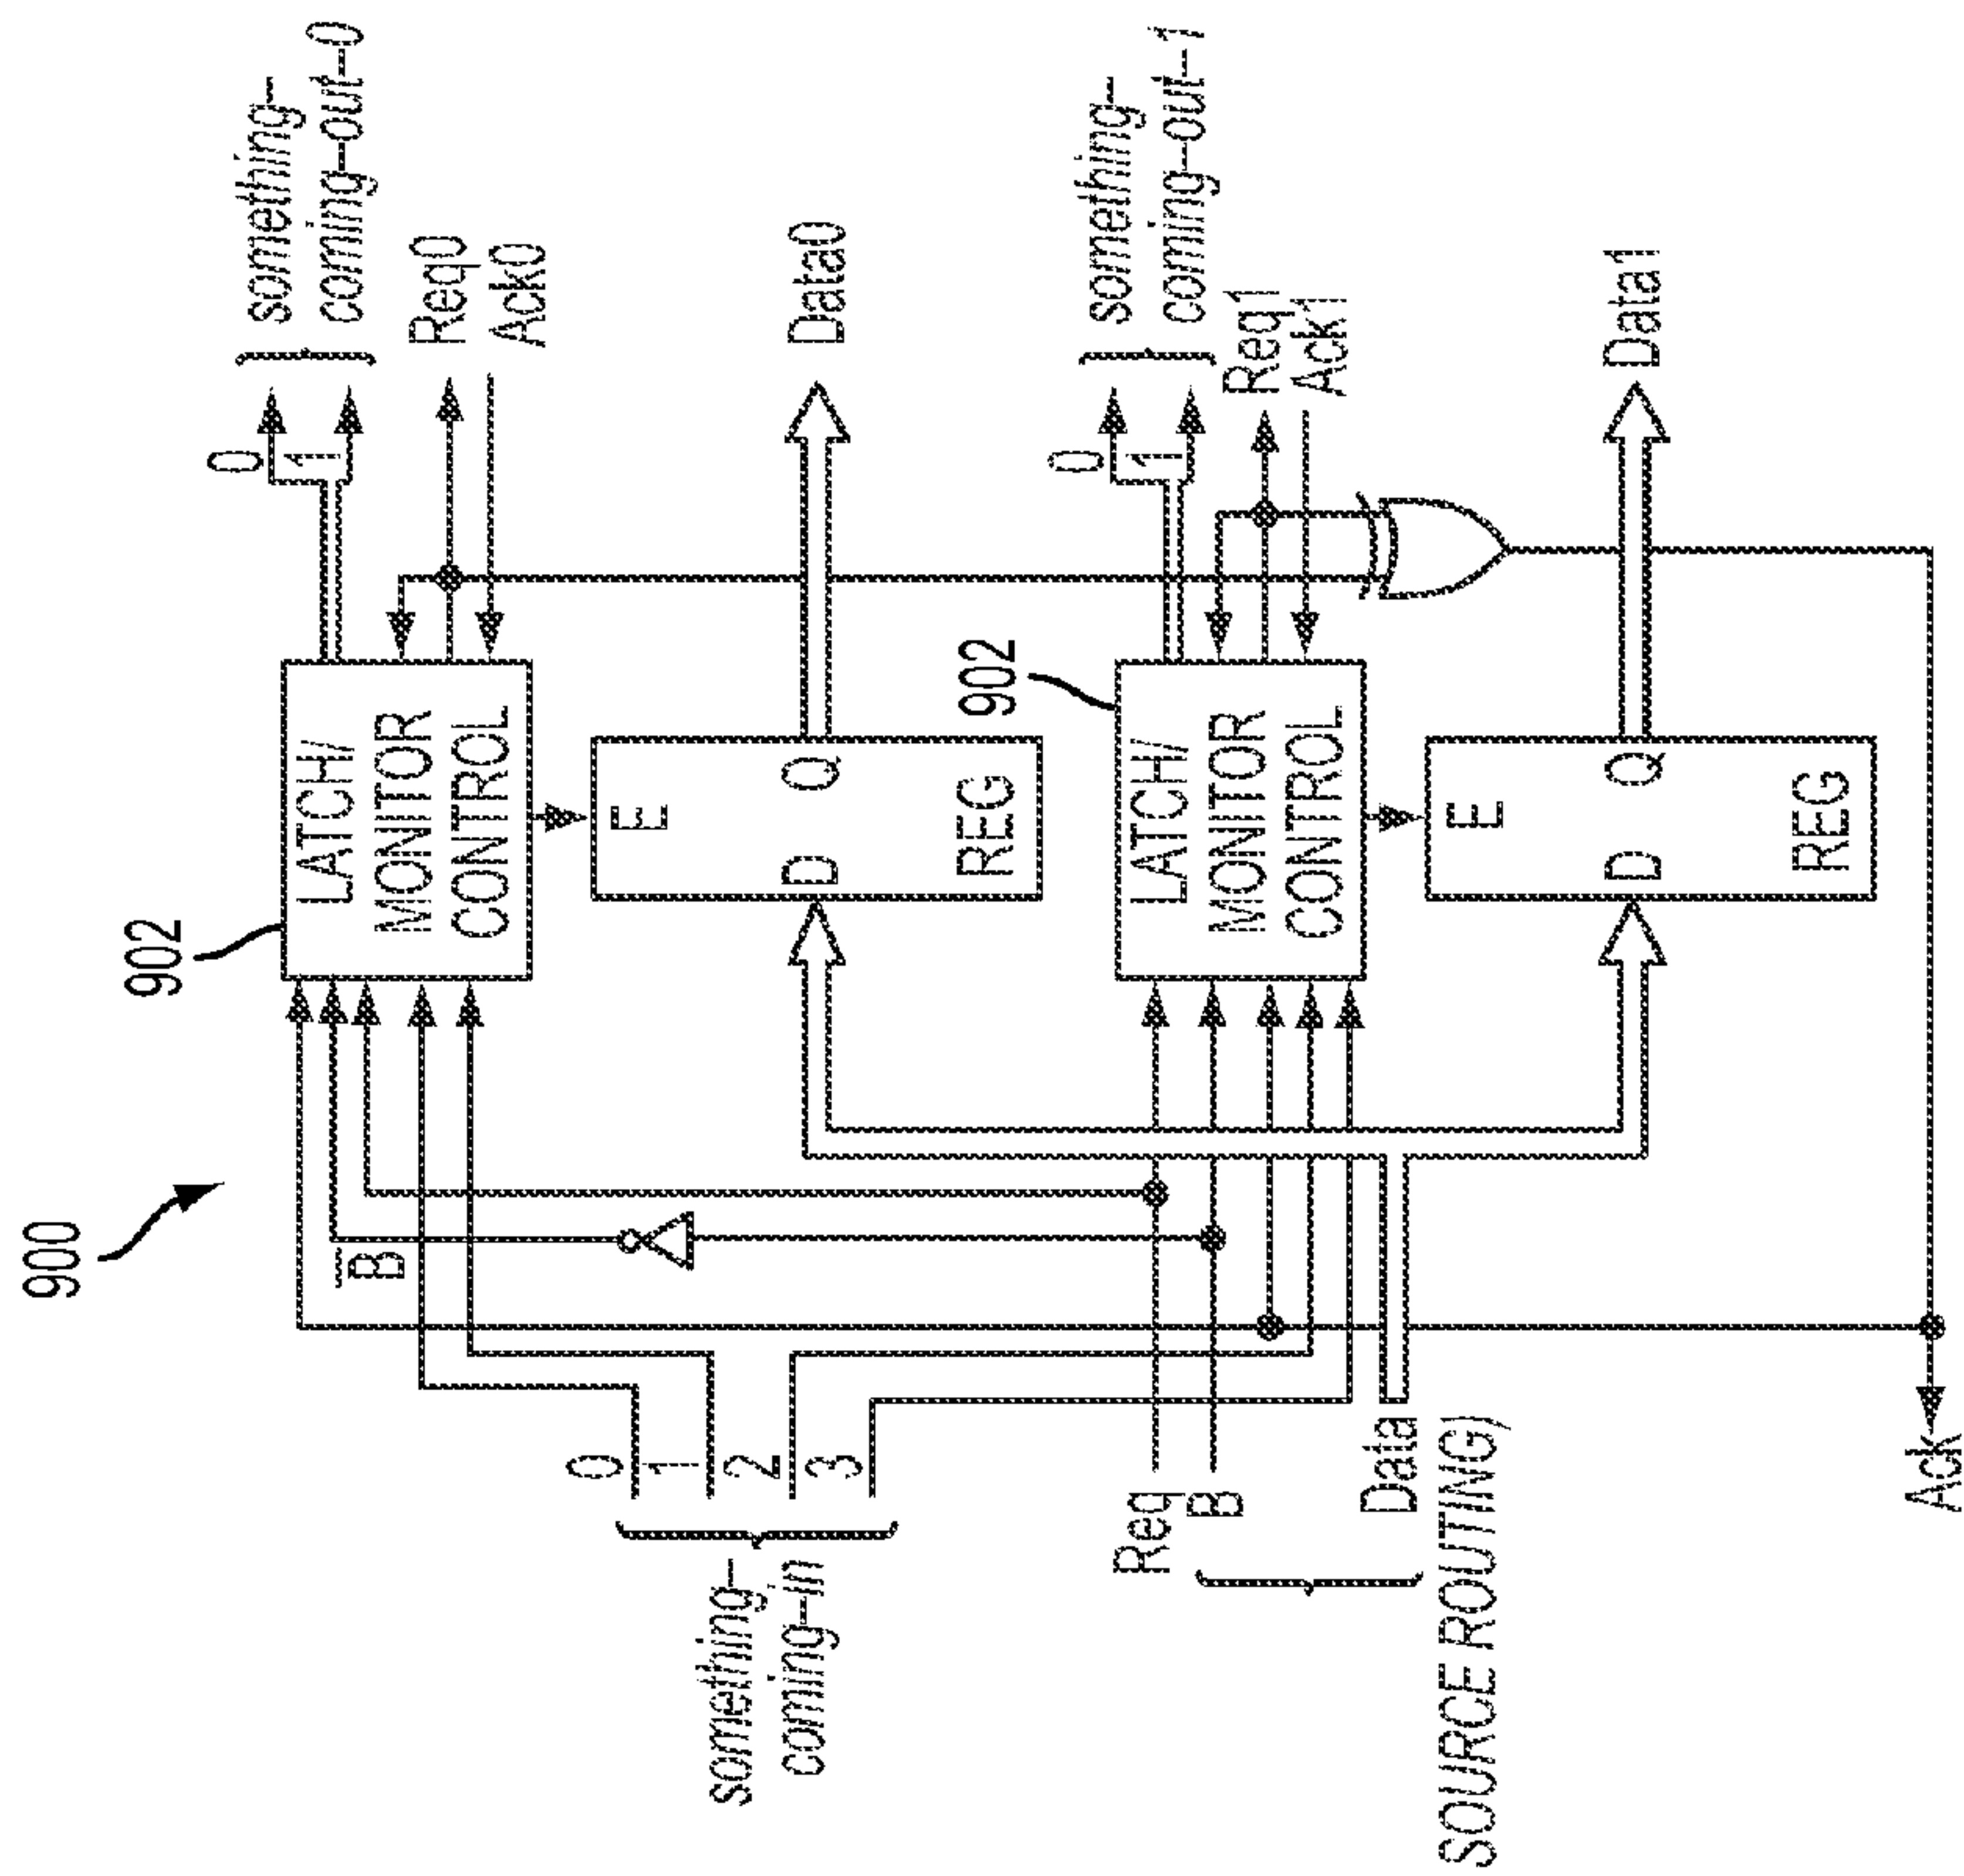 900
902
something-
coming-out-0
0
1
LATCH/
MONITOR
CONTROL
Req0
Ack0
B
E
D
Q
REG
Data0
something-
coming-in
0
1
2
3
902
something-
coming-out-1
0
1
LATCH/
MONITOR
CONTROL
Req1
Ack1
Req
B
Data
SOURCE ROUTING)
E
D
Q
REG
Data1
Ack